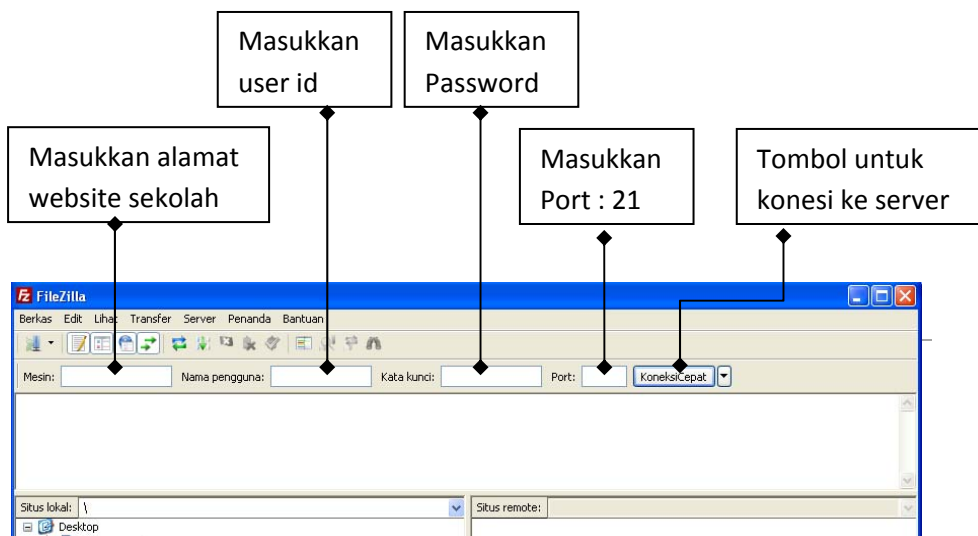 Masukkan
user id
Masukkan
Password
Masukkan alamat
website sekolah
Masukkan
Port : 21
Tombol untuk
konesi ke server
FileZilla
Berkas Edit Lihat Transfer Server Penanda Bantuan
Mesin: Nama pengguna: Kata kunci: Port: KoneksiCepat
Situs lokal: \ Situs remote:
Desktop